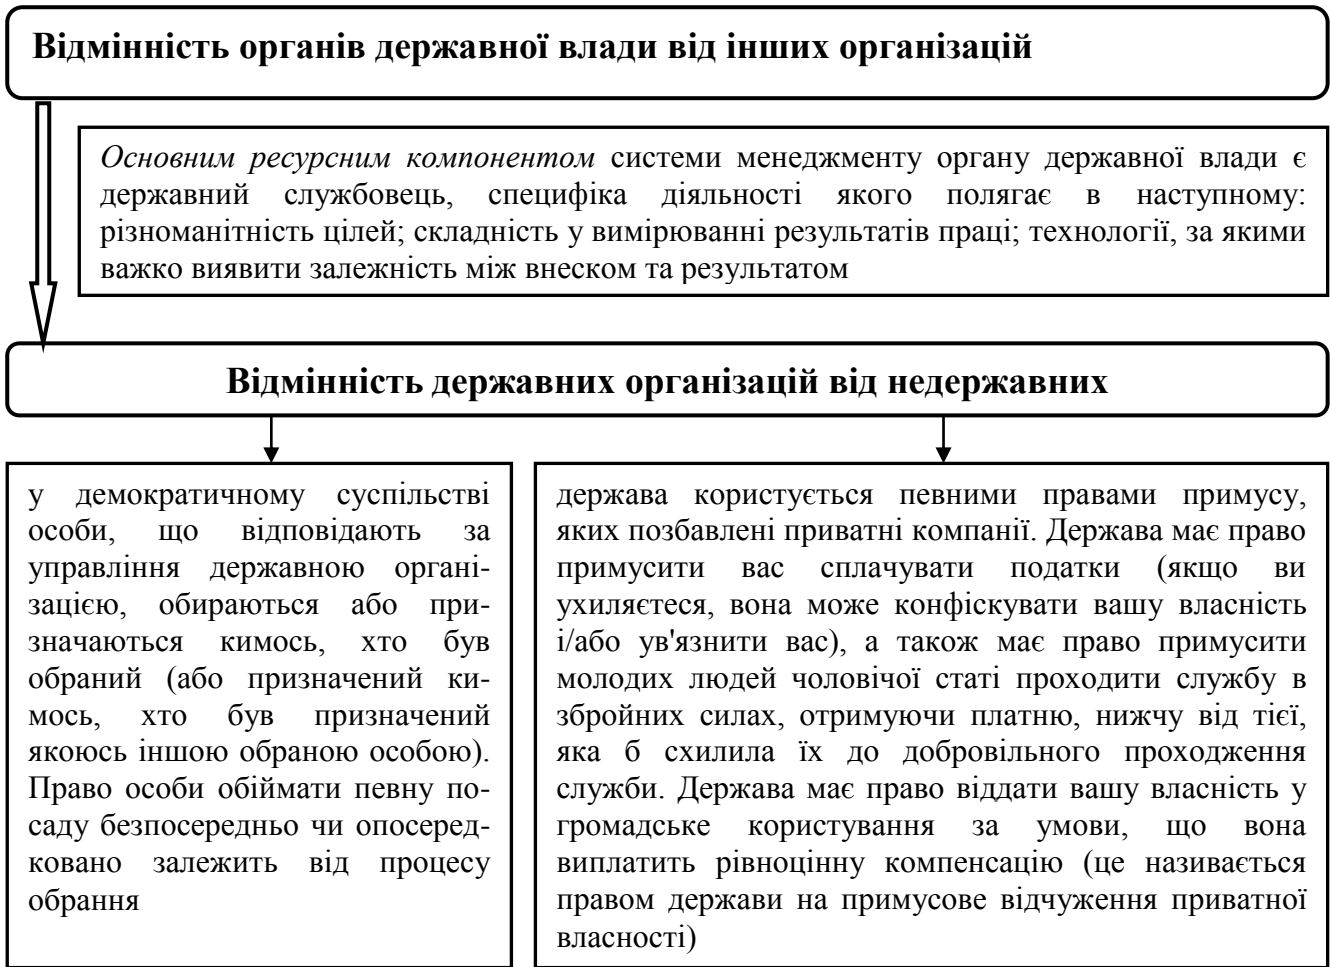 Відмінність органів державної влади від інших організацій
Основним ресурсним компонентом системи менеджменту органу державної влади є
державний службовець, специфіка діяльності якого полягає в наступному:
різноманітність цілей; складність у вимірюванні результатів праці; технології, за якими
важко виявити залежність між внеском та результатом
Відмінність державних організацій від недержавних
у демократичному суспільстві
особи, що відповідають за
управління державною органі-
зацією, обираються або при-
значаються кимось, хто був
обраний (або призначений ки-
мось, хто був призначений
якоюсь іншою обраною особою).
Право особи обіймати певну по-
саду безпосередньо чи опосеред-
ковано залежить від процесу
обрання
держава користується певними правами примусу,
яких позбавлені приватні компанії. Держава має право
примусити вас сплачувати податки (якщо ви
ухиляєтеся, вона може конфіскувати вашу власність
і/або ув'язнити вас), а також має право примусити
молодих людей чоловічої статі проходити службу в
збройних силах, отримуючи платню, нижчу від тієї,
яка б схилила їх до добровільного проходження
служби. Держава має право віддати вашу власність у
громадське користування за умови, що вона
виплатить рівноцінну компенсацію (це називається
правом держави на примусове відчуження приватної
власності)